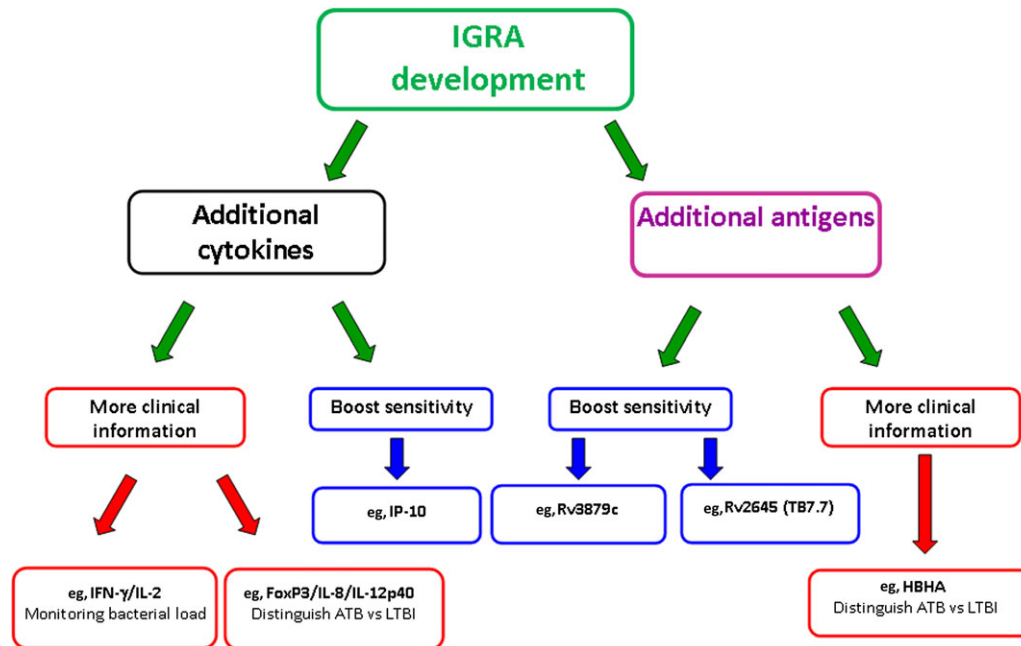 IGRA
development
Additional
cytokines
Additional antigens
More clinical
information
Boost sensitivity
Boost sensitivity
More clinical
information
eg, IP-10
eg, Rv3879c
eg, Rv2645 (TB7.7)
eg, IFN-γ/IL-2
Monitoring bacterial load
eg, FoxP3/IL-8/IL-12p40
Distinguish ATB vs LTBI
eg, HBHA
Distinguish ATB vs LTBI